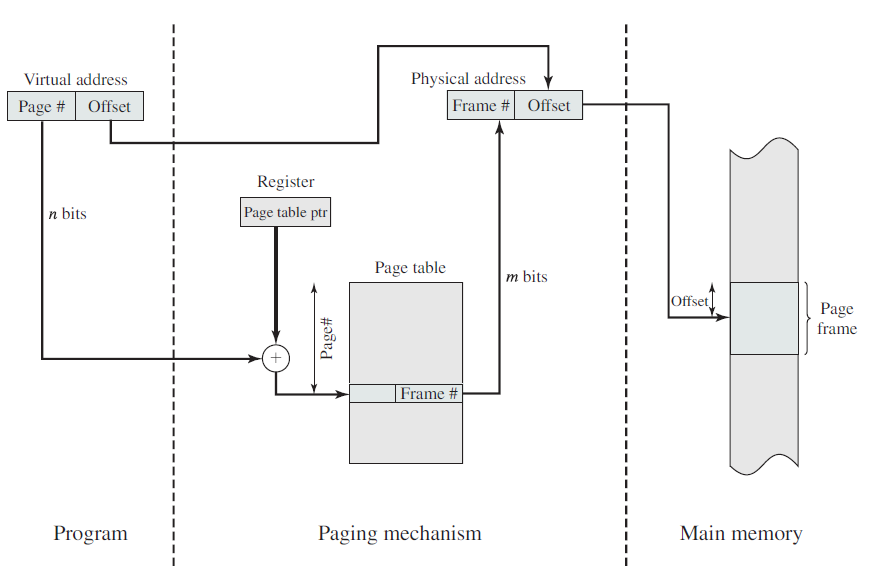 Virtual address
Page #
Offset
Physical address
Frame #
Offset
n bits
Register
Page table ptr
Page table
m bits
Page#
+
Frame #
Offset
Page
frame
Program
Paging mechanism
Main memory